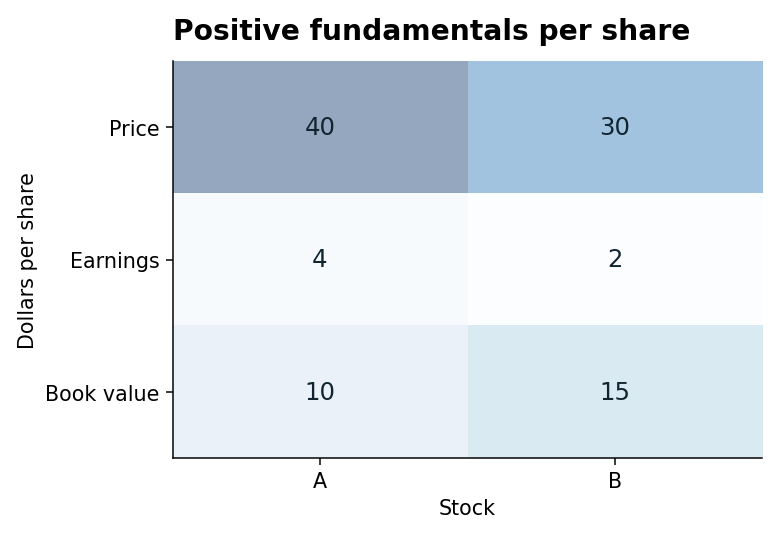 Positive fundamentals per share
Dollars per share
Price
40
30
Earnings
4
2
Book value
10
15
A
B
Stock